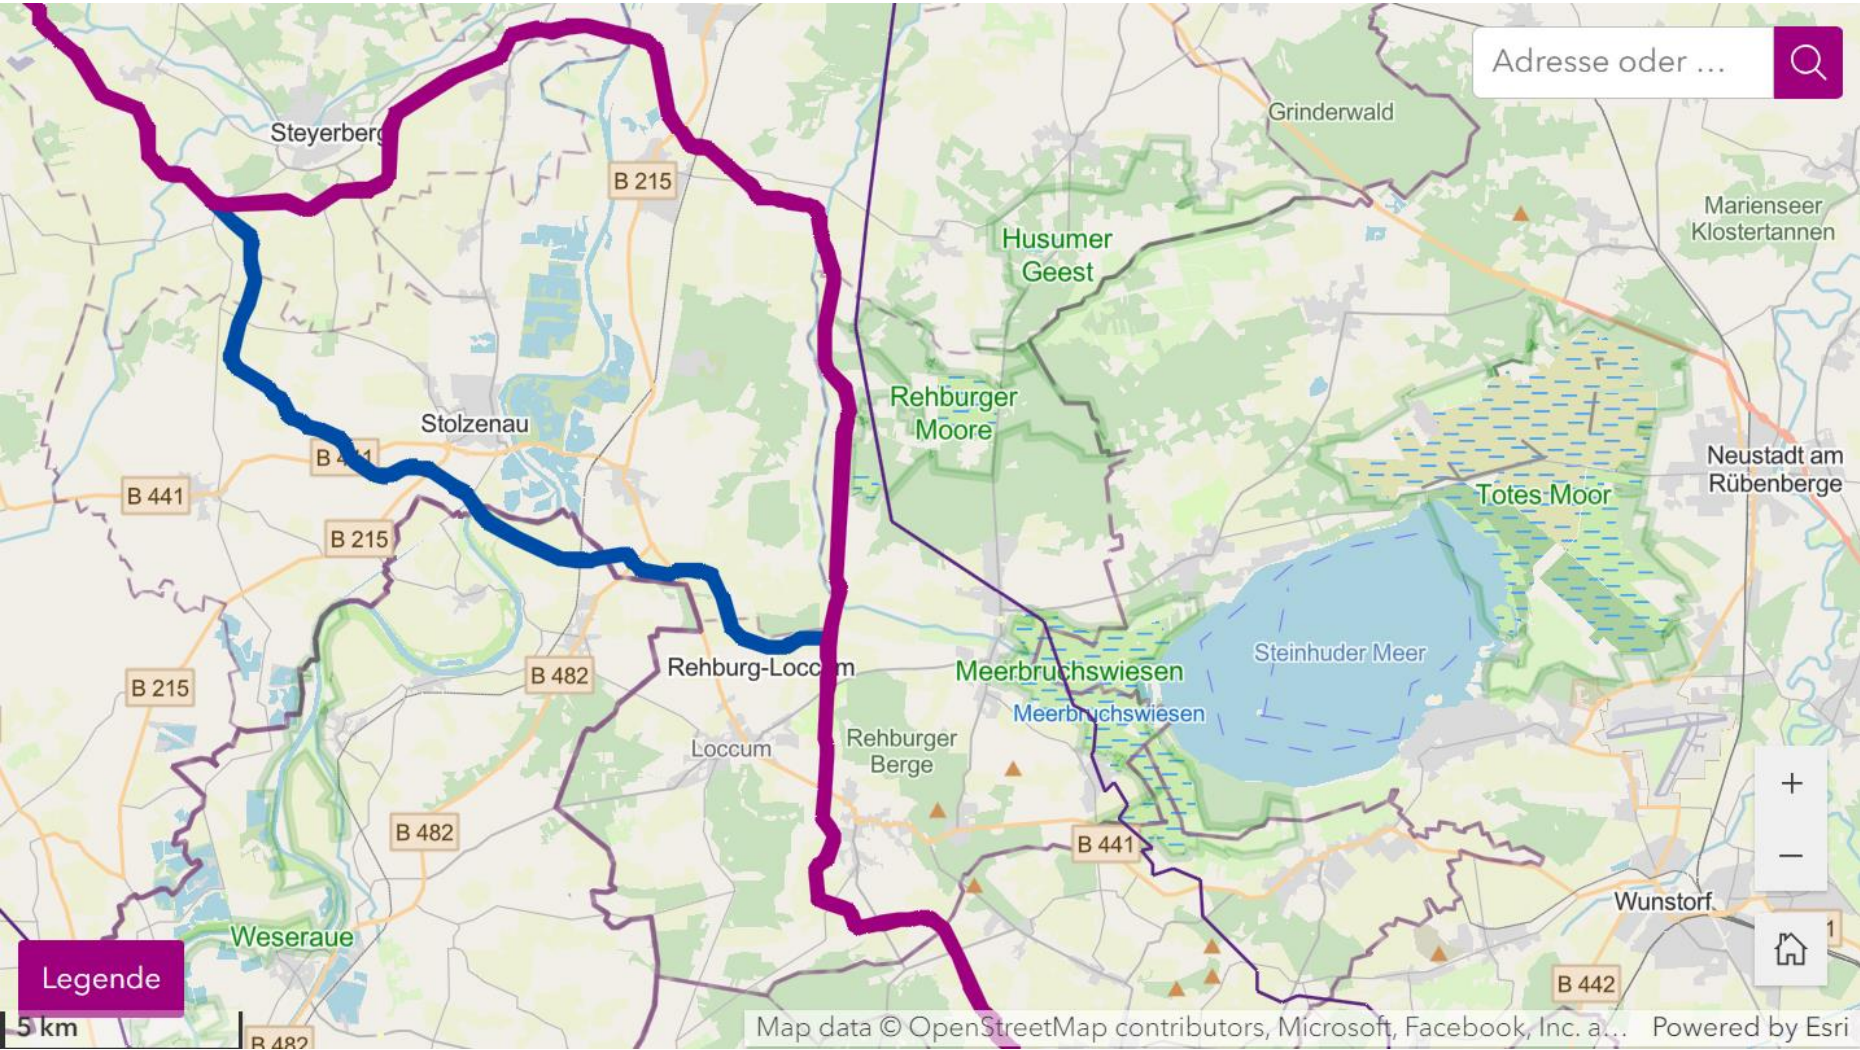 Adresse oder ...
Grinderwald
Steyerberg
B 215
Marienseer
Klostertannen
Husumer
Geest
Rehburger
Moore
Stolzenau
B 441
B 441
Neustadt am
Rübenberge
Totes Moor
B 215
Steinhuder Meer
Rehburg-Loccum
Meerbruchswiesen
B 482
B 215
Meerbruchswiesen
Loccum
Rehburger
Berge
+
B 482
B 441
−
Wunstorf
Weseraue
Legende
B 442
5 km
Map data © OpenStreetMap contributors, Microsoft, Facebook, Inc. a...
Powered by Esri
B 482